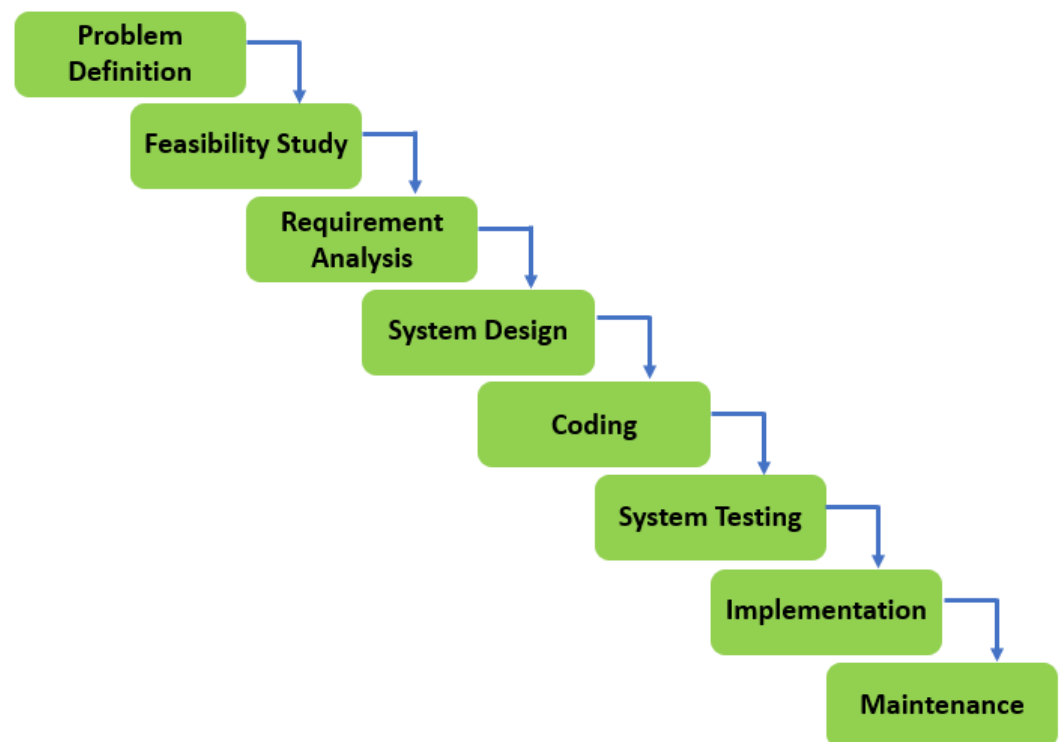 Problem
Definition
Feasibility Study
Requirement
Analysis
System Design
Coding
System Testing
Implementation
Maintenance